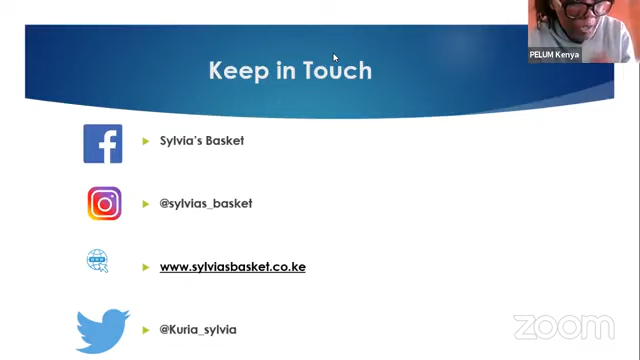 PELUM Kenya
Keep in Touch
Sylvia's Basket
@sylvias_basket
www.sylviasbasket.co.ke
@Kuria_sylvia
zoom